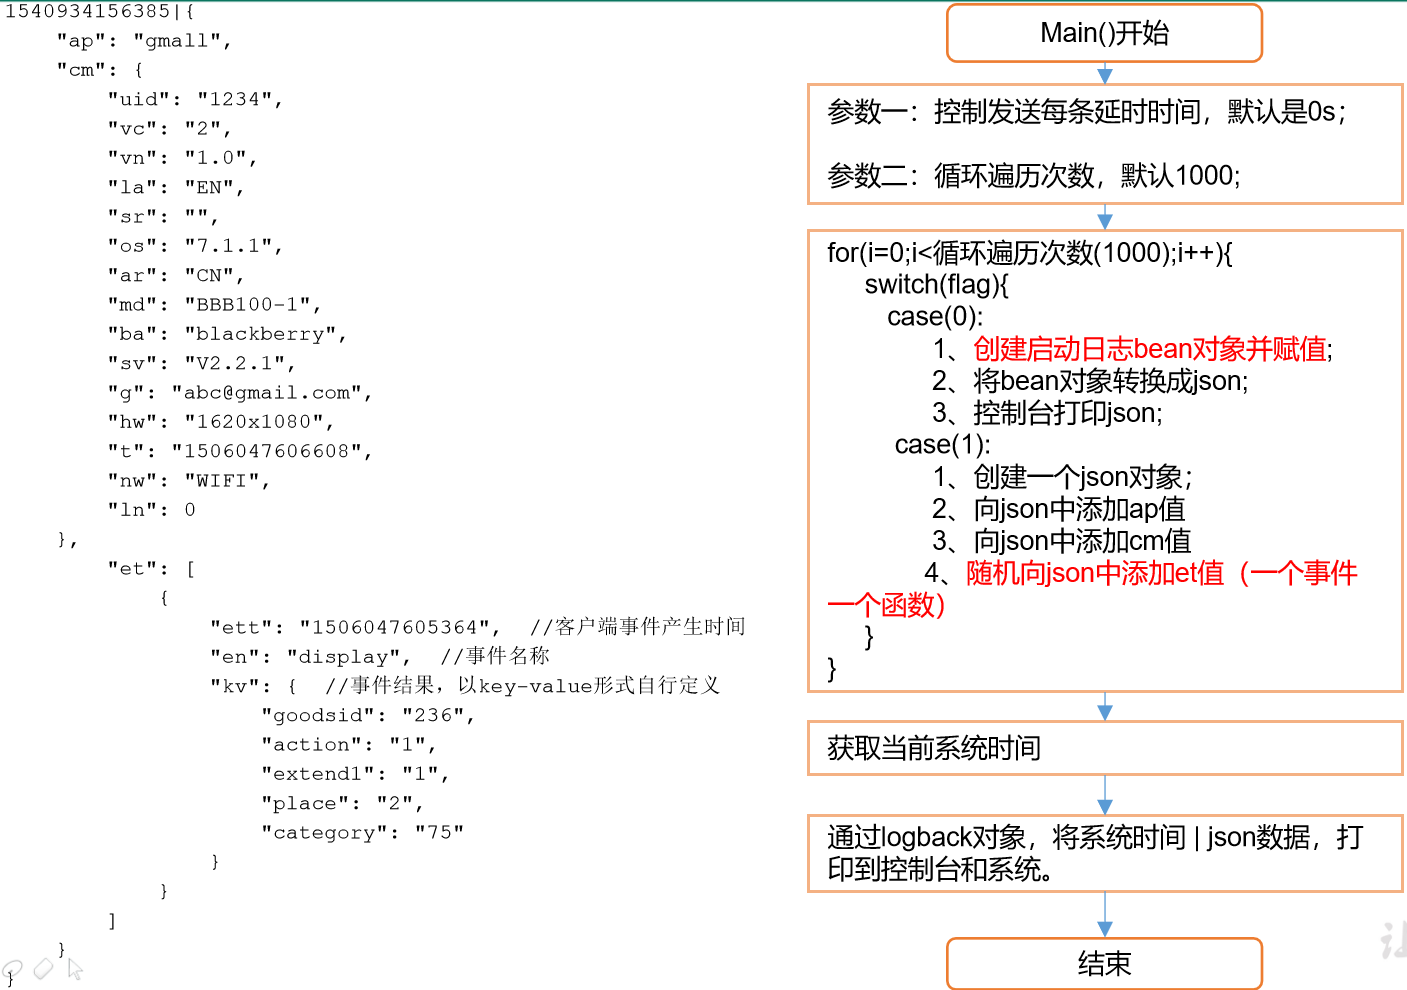 1540934156385|{
"ap": "gmall",
"cm": {
"uid": "1234",
"vc": "2",
"vn": "1.0",
"la": "EN",
"sr": "",
"os": "7.1.1",
"ar": "CN",
"md": "BBB100-1",
"ba": "blackberry",
"sv": "V2.2.1",
"g": "abc@gmail.com",
"hw": "1620x1080",
"t": "1506047606608",
"nw": "WIFI",
"ln": 0
},
"et": [
{
"ett": "1506047605364", //客户端事件产生时间
"en": "display", //事件名称
"kv": { //事件结果，以key-value形式自行定义
"goodsid": "236",
"action": "1",
"extend1": "1",
"place": "2",
"category": "75"
}
}
]
}
}
Main()开始
参数一：控制发送每条延时时间，默认是0s；
参数二：循环遍历次数，默认1000;
for(i=0;i<循环遍历次数(1000);i++){
switch(flag){
case(0):
1、创建启动日志bean对象并赋值;
2、将bean对象转换成json;
3、控制台打印json;
case(1):
1、创建一个json对象；
2、向json中添加ap值
3、向json中添加cm值
4、随机向json中添加et值（一个事件
一个函数）
}
}
获取当前系统时间
通过logback对象，将系统时间 | json数据，打
印到控制台和系统。
结束